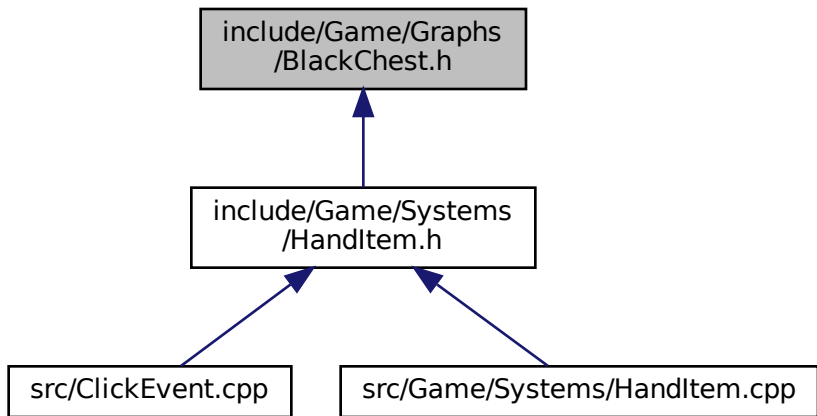 include/Game/Graphs
/BlackChest.h
include/Game/Systems
/HandItem.h
src/ClickEvent.cpp
src/Game/Systems/HandItem.cpp